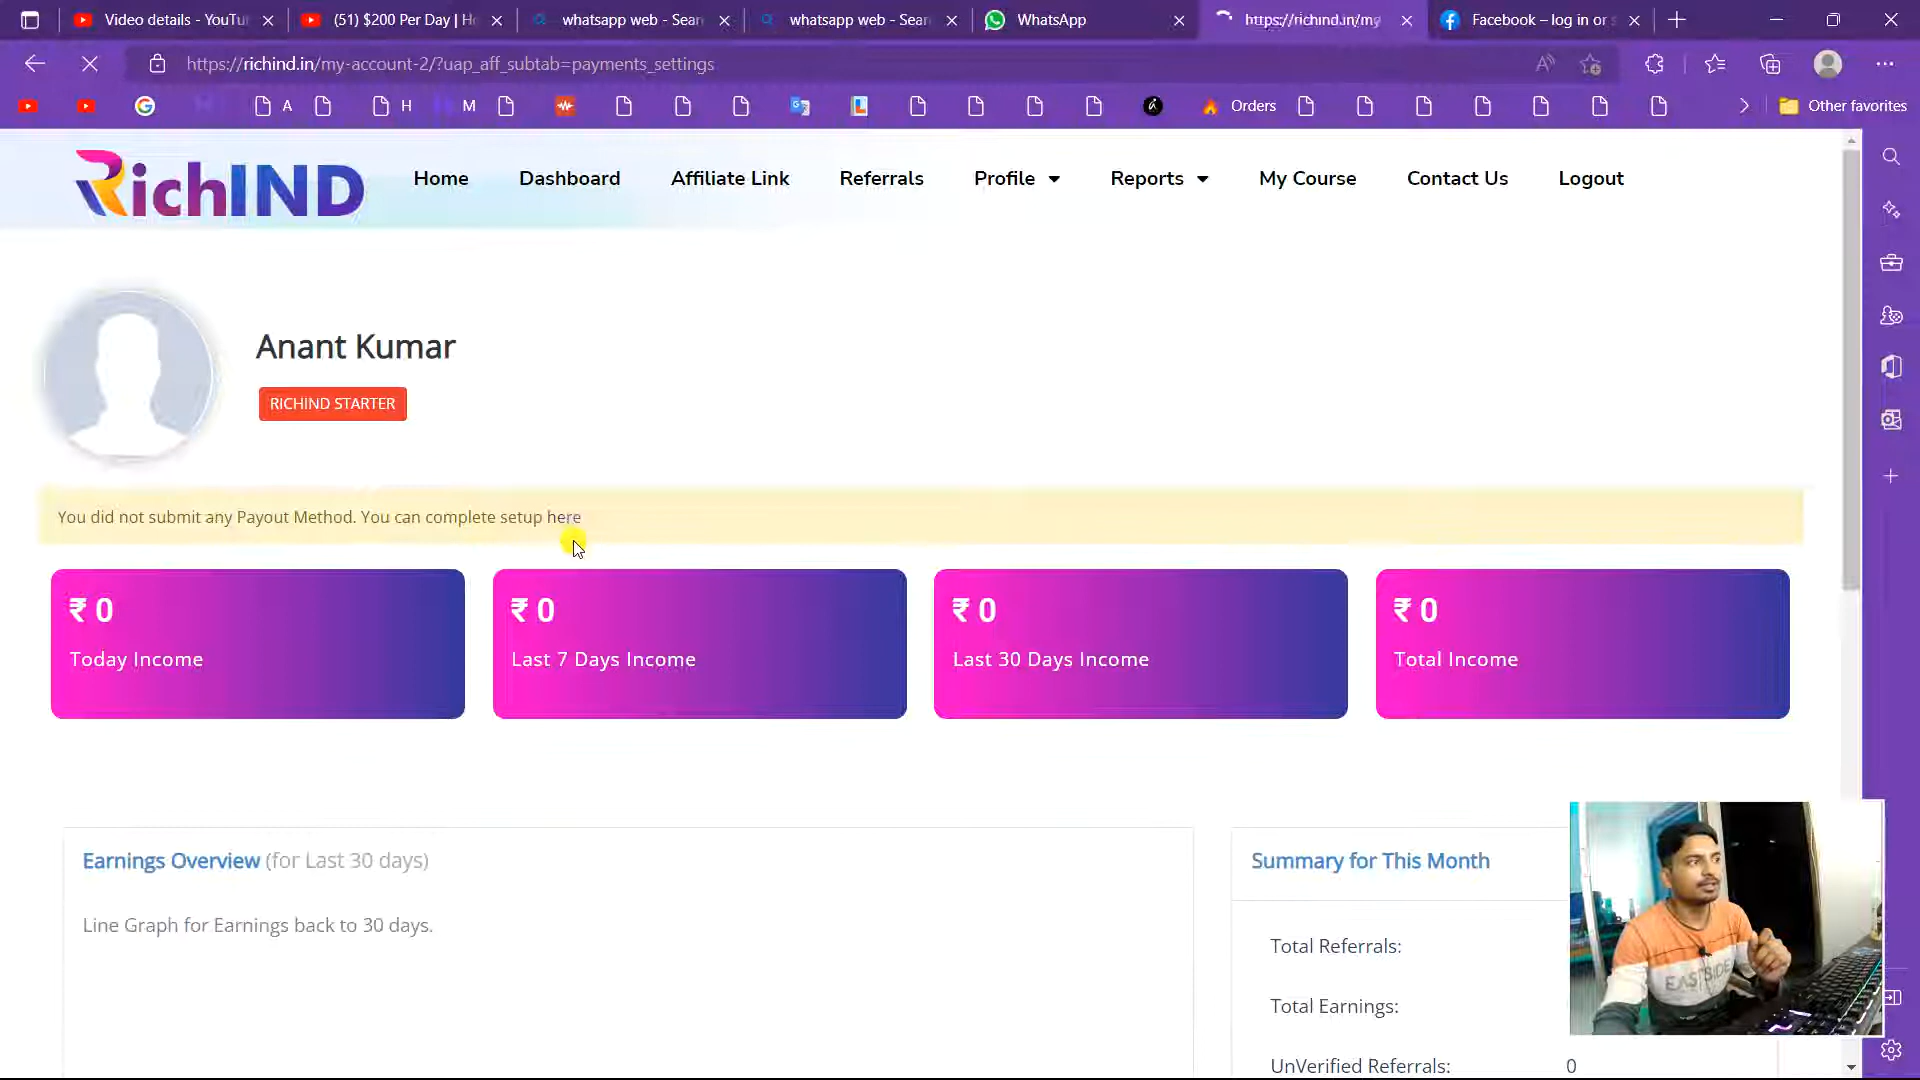 Video details - YouTu
(51) $200 Per Day | H
whatsapp web - Sear
whatsapp web - Sear
WhatsApp
https://richind.in/my
Facebook – log in or s
https://richind.in/my-account-2/?uap_aff_subtab=payments_settings
A
H
M
Orders
Other favorites
RichIND
Home
Dashboard
Affiliate Link
Referrals
Profile
Reports
My Course
Contact Us
Logout
Anant Kumar
RICHIND STARTER
You did not submit any Payout Method. You can complete setup here
₹ 0
Today Income
₹ 0
Last 7 Days Income
₹ 0
Last 30 Days Income
₹ 0
Total Income
Earnings Overview (for Last 30 days)
Line Graph for Earnings back to 30 days.
Summary for This Month
Total Referrals:
Total Earnings:
UnVerified Referrals: 0
EASTSIDE